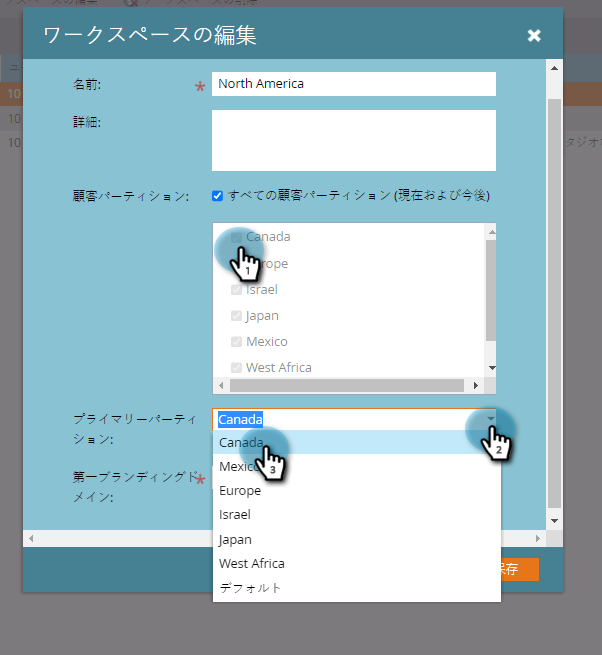 ワークスペースの編集
名前:
* North America
詳細:
顧客パーティション:
すべての顧客パーティション (現在および今後)
Canada
1
Israel
Japan
Mexico
West Africa
プライマリーパーティション:
Canada
2
Canada
3
第一ブランディングドメイン:
*
Mexico
Europe
Israel
Japan
West Africa
デフォルト
保存